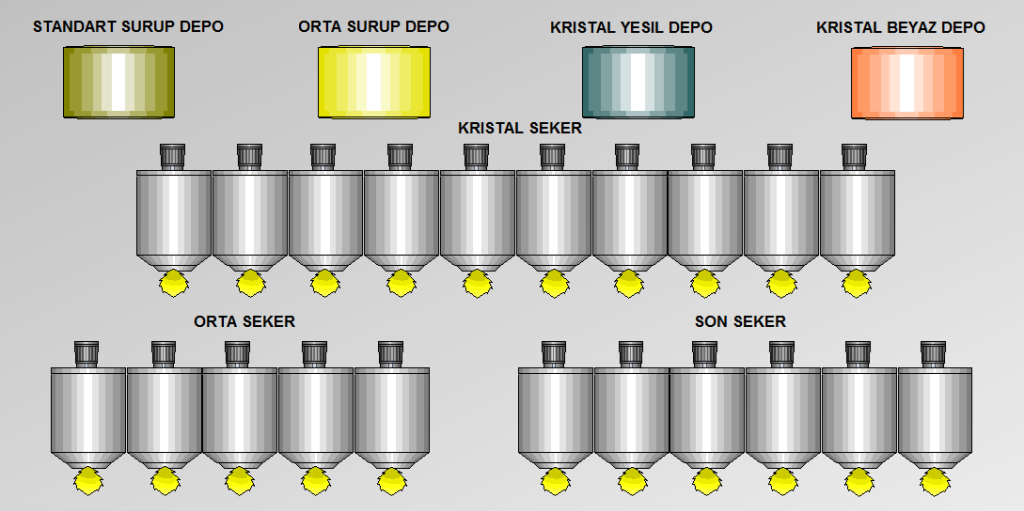 STANDART SURUP DEPO
ORTA SURUP DEPO
KRISTAL YESIL DEPO
KRISTAL BEYAZ DEPO
KRISTAL SEKER
ORTA SEKER
SON SEKER